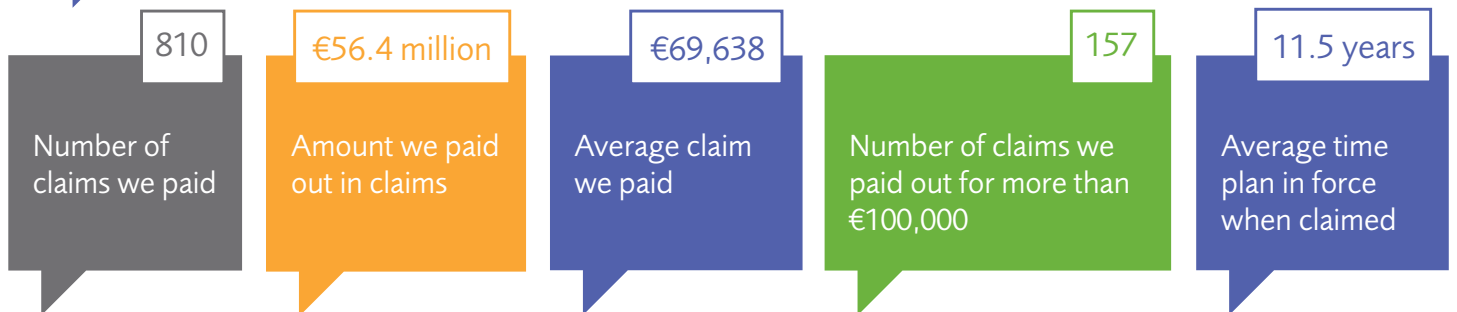 810
Number of
claims we paid
€56.4 million
Amount we paid
out in claims
€69,638
Average claim
we paid
157
Number of claims we
paid out for more than
€100,000
11.5 years
Average time
plan in force
when claimed